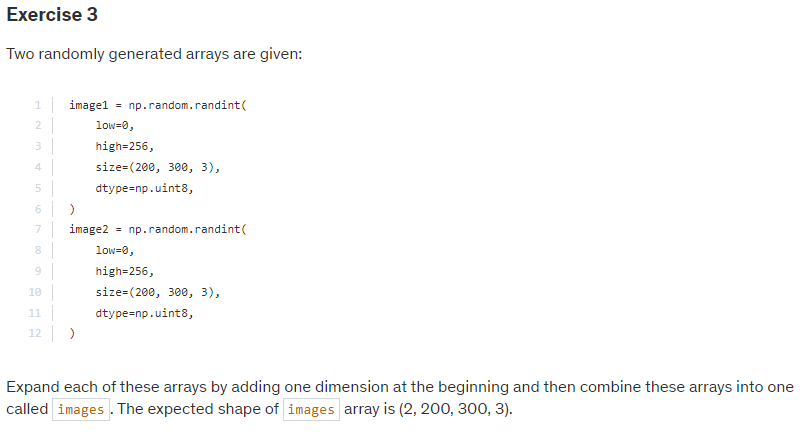 Exercise 3
Two randomly generated arrays are given:
1 image1 = np.random.randint(
2     low=0,
3     high=256,
4     size=(200, 300, 3),
5     dtype=np.uint8,
6 )
7 image2 = np.random.randint(
8     low=0,
9     high=256,
10     size=(200, 300, 3),
11     dtype=np.uint8,
12 )
Expand each of these arrays by adding one dimension at the beginning and then combine these arrays into one
called images. The expected shape of images array is (2, 200, 300, 3).